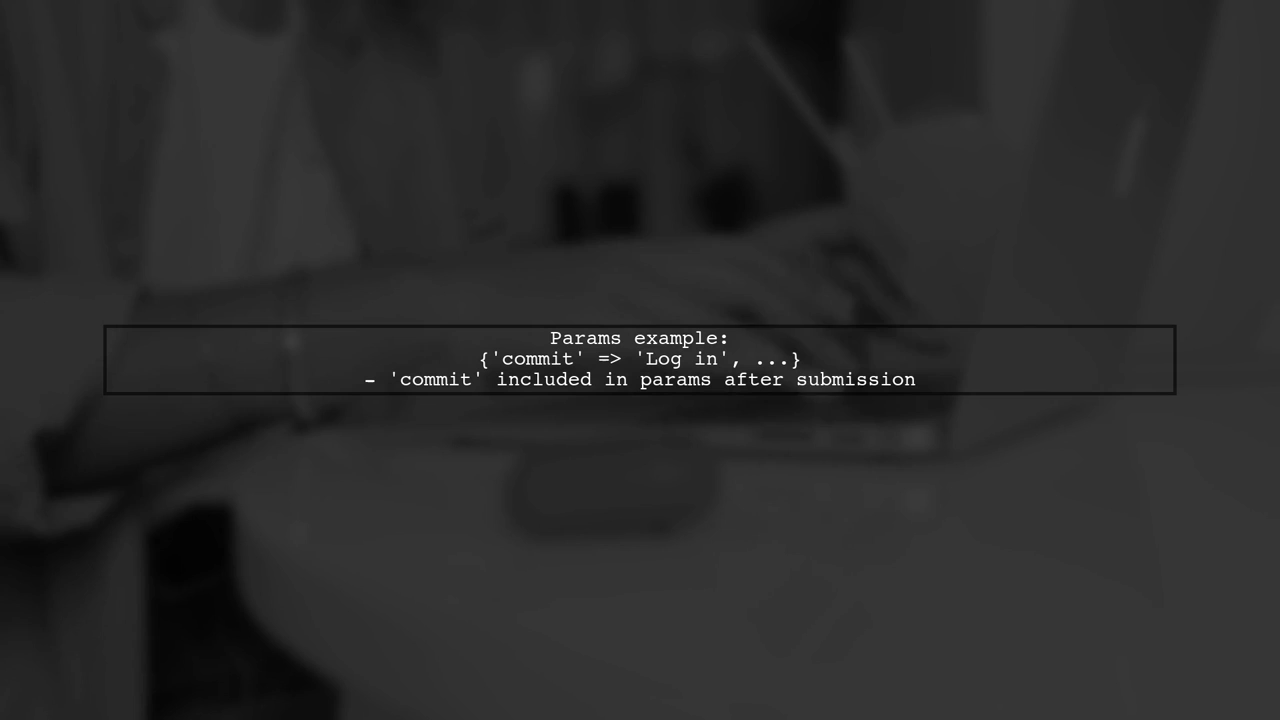 Params example:
{'commit' => 'Log in', ...}
– 'commit' included in params after submission